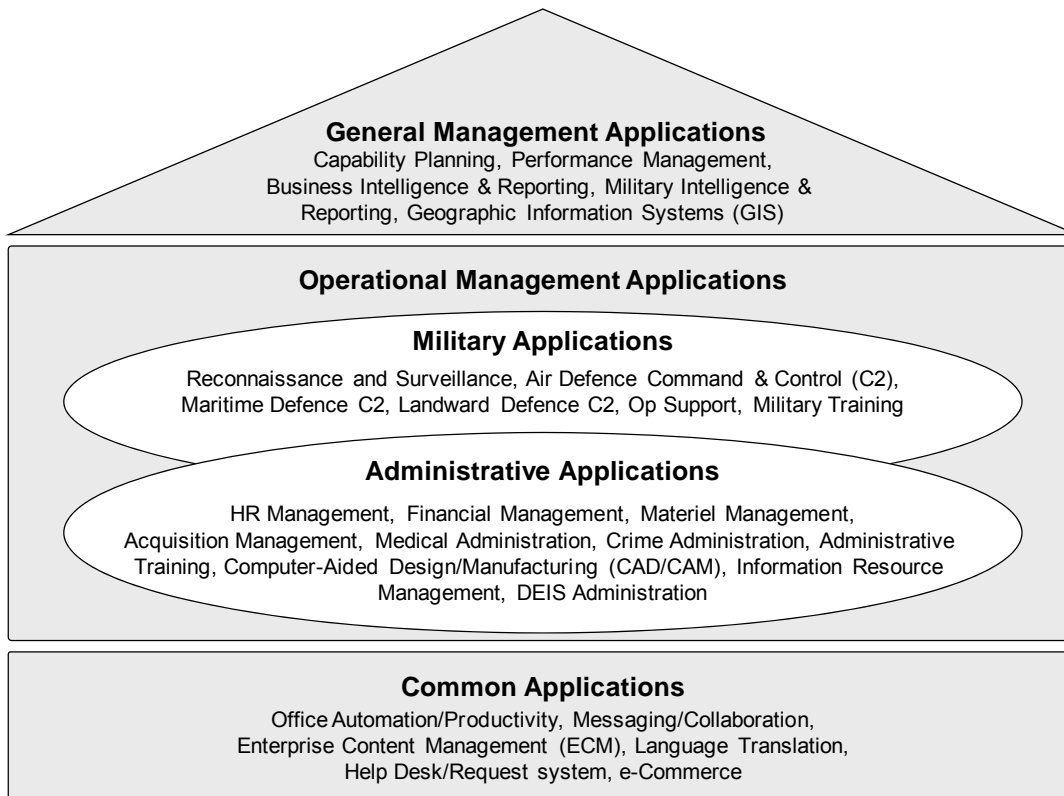 General Management Applications
Capability Planning, Performance Management,
Business Intelligence & Reporting, Military Intelligence &
Reporting, Geographic Information Systems (GIS)
Operational Management Applications
Military Applications
Reconnaissance and Surveillance, Air Defence Command & Control (C2),
Maritime Defence C2, Landward Defence C2, Op Support, Military Training
Administrative Applications
HR Management, Financial Management, Materiel Management,
Acquisition Management, Medical Administration, Crime Administration, Administrative
Training, Computer-Aided Design/Manufacturing (CAD/CAM), Information Resource
Management, DEIS Administration
Common Applications
Office Automation/Productivity, Messaging/Collaboration,
Enterprise Content Management (ECM), Language Translation,
Help Desk/Request system, e-Commerce